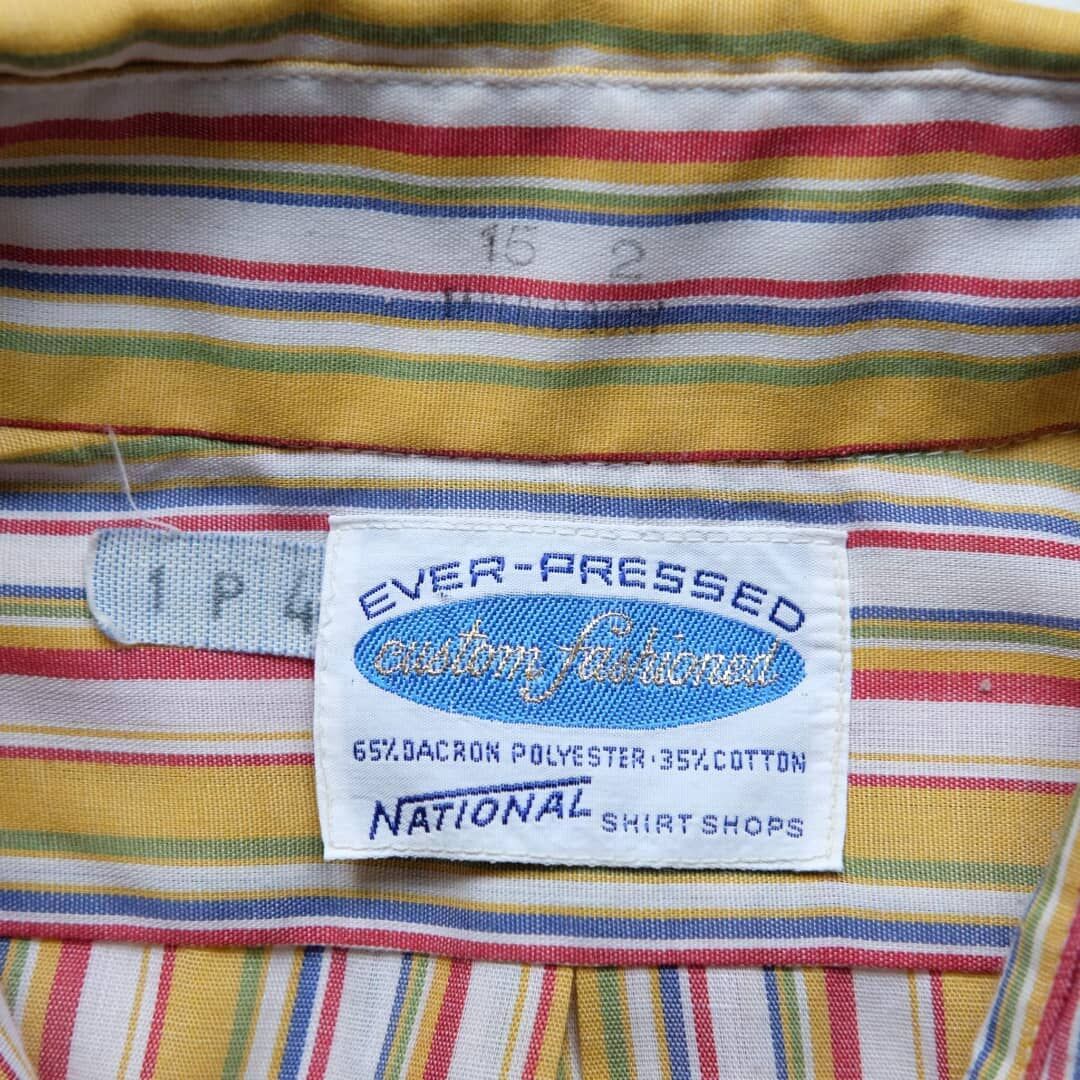 15 2
1 P 4
EVER-PRESSED
custom fashioned
65% DACRON POLYESTER · 35% COTTON
NATIONAL SHIRT SHOPS